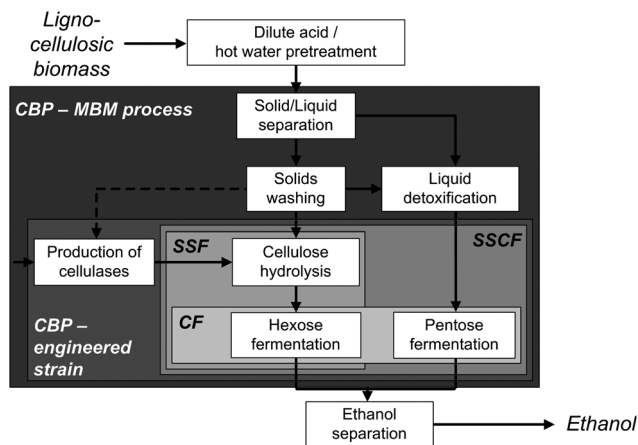 Ligno-
cellulosic
biomass
Dilute acid /
hot water pretreatment
CBP – MBM process
Solid/Liquid
separation
Solids
washing
Liquid
detoxification
Production of
cellulases
SSF
Cellulose
hydrolysis
SSCF
CBP –
engineered
strain
CF
Hexose
fermentation
Pentose
fermentation
Ethanol
separation
Ethanol